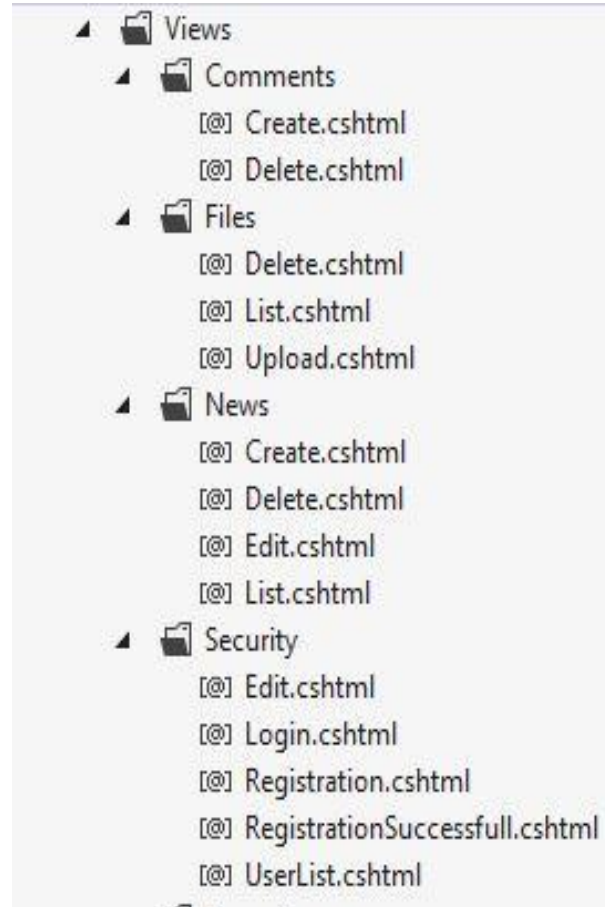 Views
Comments
[@] Create.cshtml
[@] Delete.cshtml
Files
[@] Delete.cshtml
[@] List.cshtml
[@] Upload.cshtml
News
[@] Create.cshtml
[@] Delete.cshtml
[@] Edit.cshtml
[@] List.cshtml
Security
[@] Edit.cshtml
[@] Login.cshtml
[@] Registration.cshtml
[@] RegistrationSuccessfull.cshtml
[@] UserList.cshtml